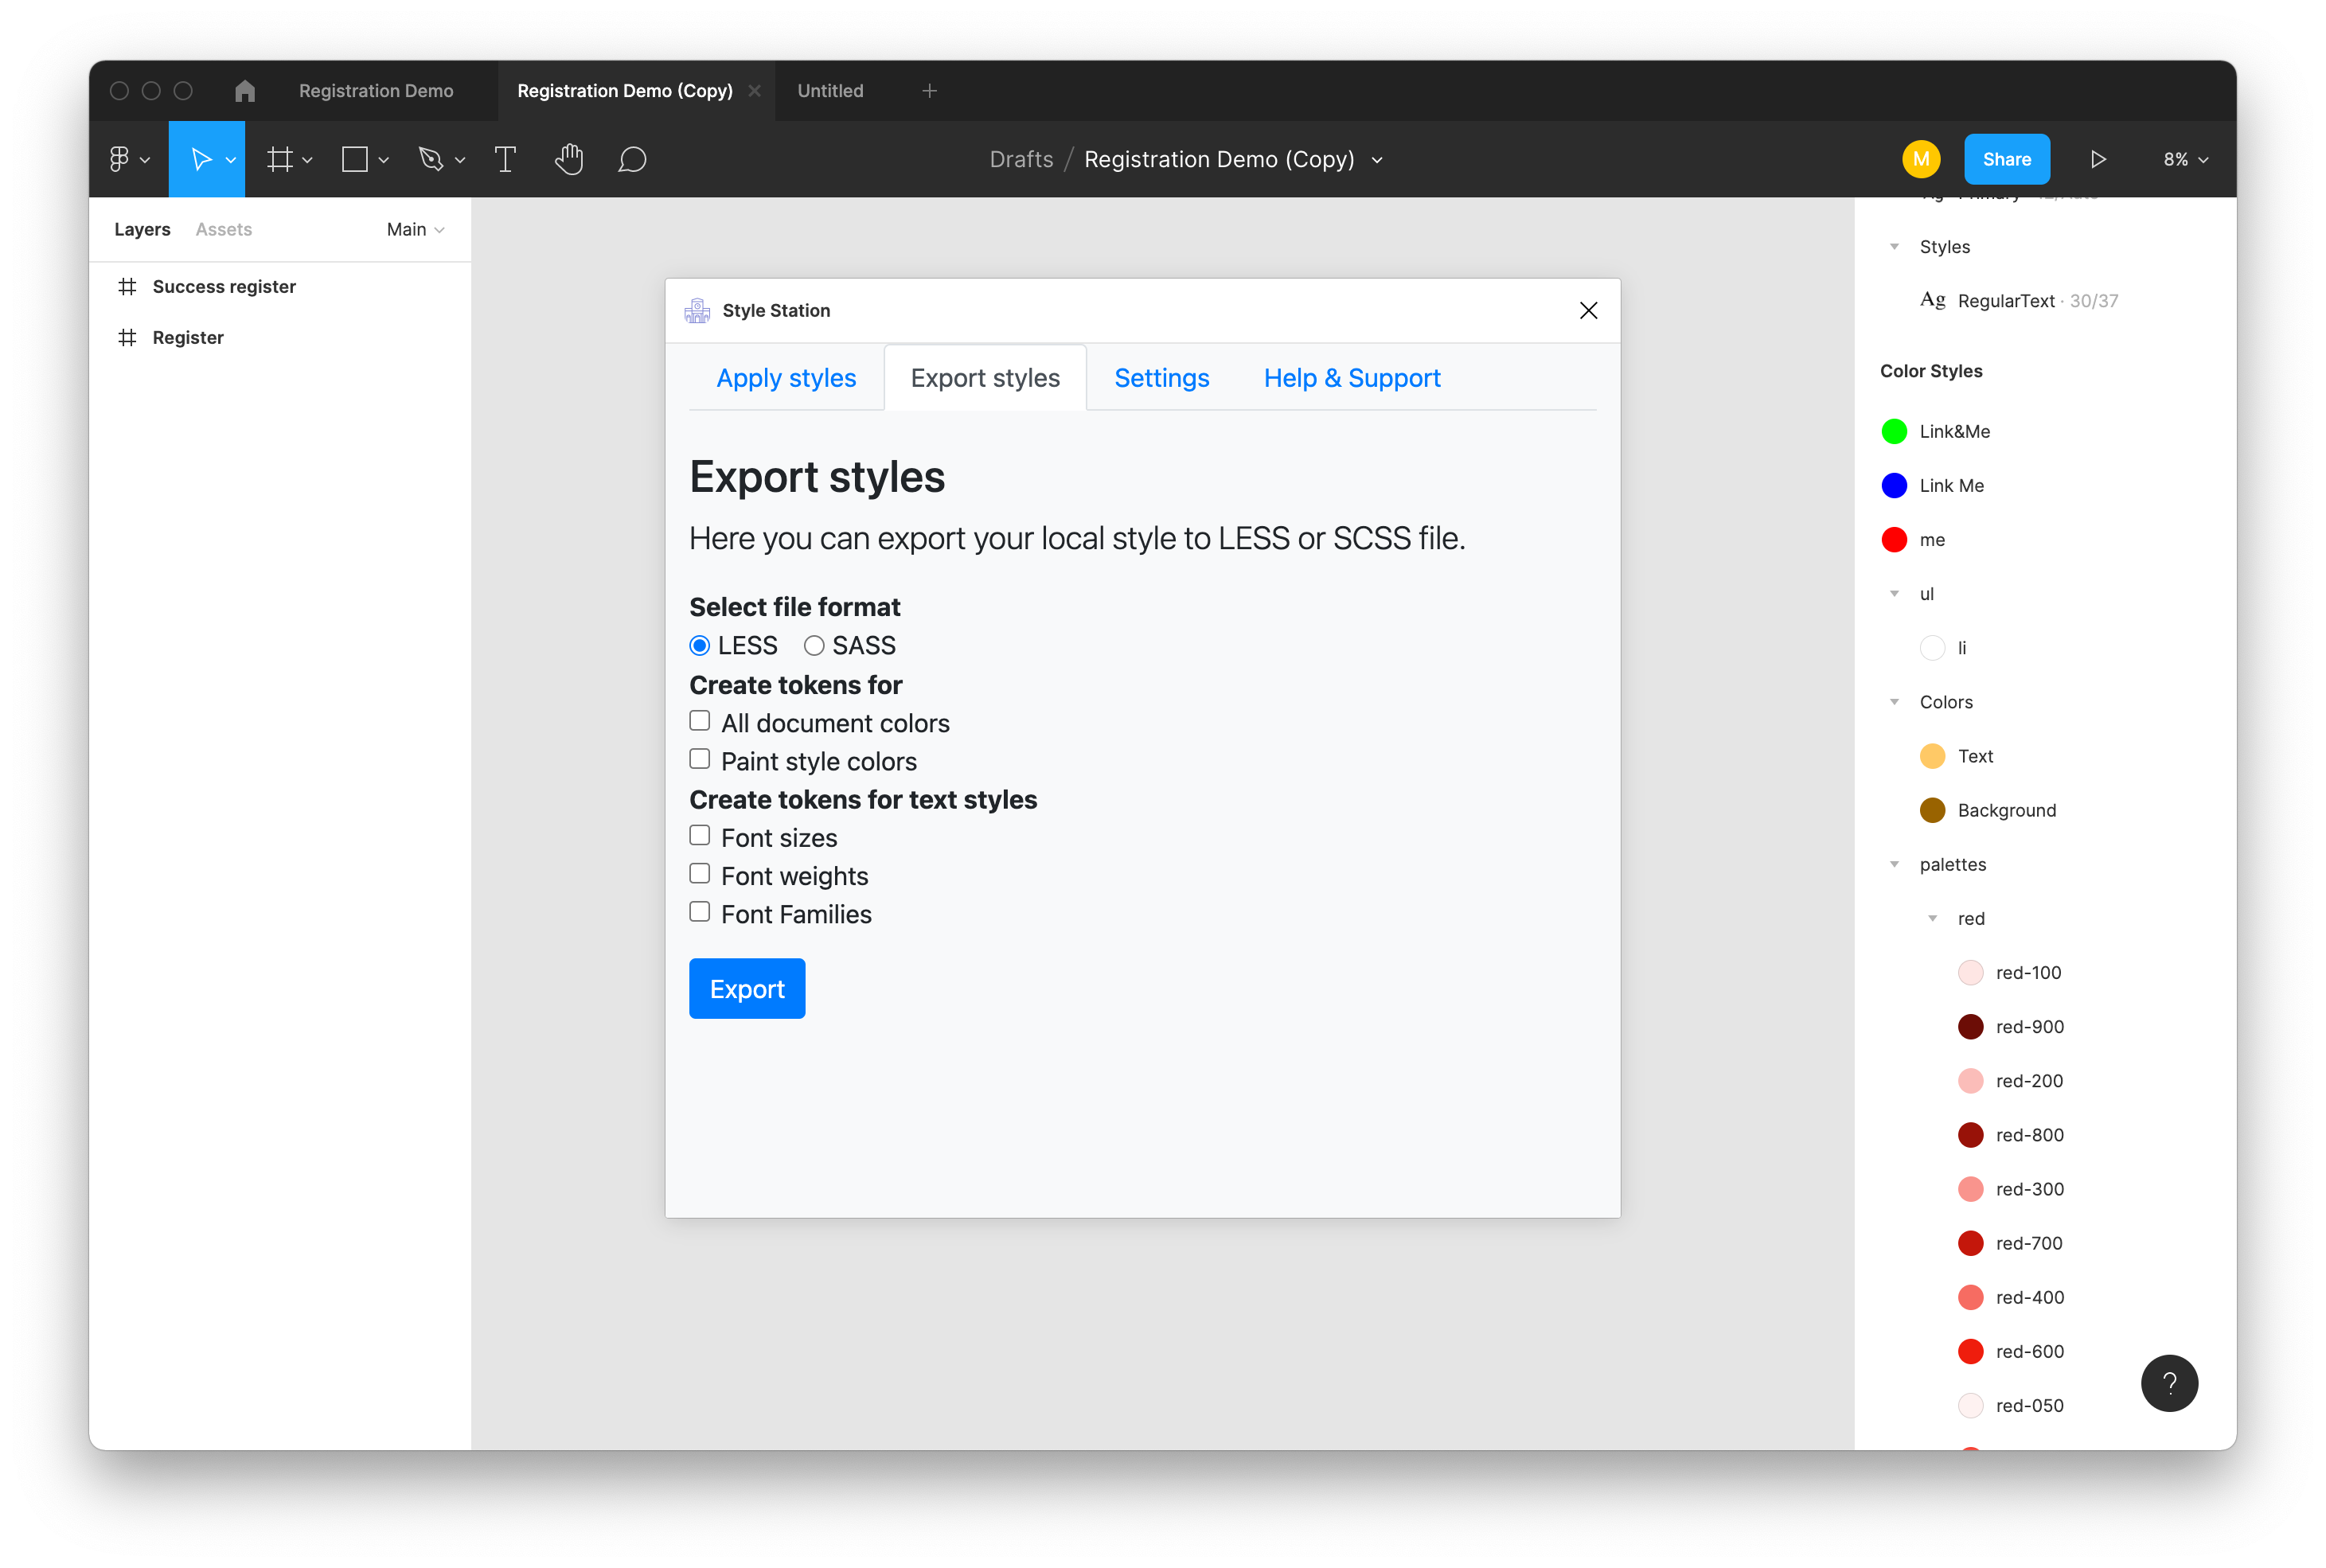 Registration Demo
Registration Demo (Copy)
Untitled
Drafts / Registration Demo (Copy)
M
Share
8%
Layers
Assets
Main
Success register
Register
Style Station
Apply styles
Export styles
Settings
Help & Support
Export styles
Here you can export your local style to LESS or SCSS file.
Select file format
LESS
SASS
Create tokens for
All document colors
Paint style colors
Create tokens for text styles
Font sizes
Font weights
Font Families
Export
Styles
Ag RegularText · 30/37
Color Styles
Link&Me
Link Me
me
ul
li
Colors
Text
Background
palettes
red
red-100
red-900
red-200
red-800
red-300
red-700
red-400
red-600
red-050
?